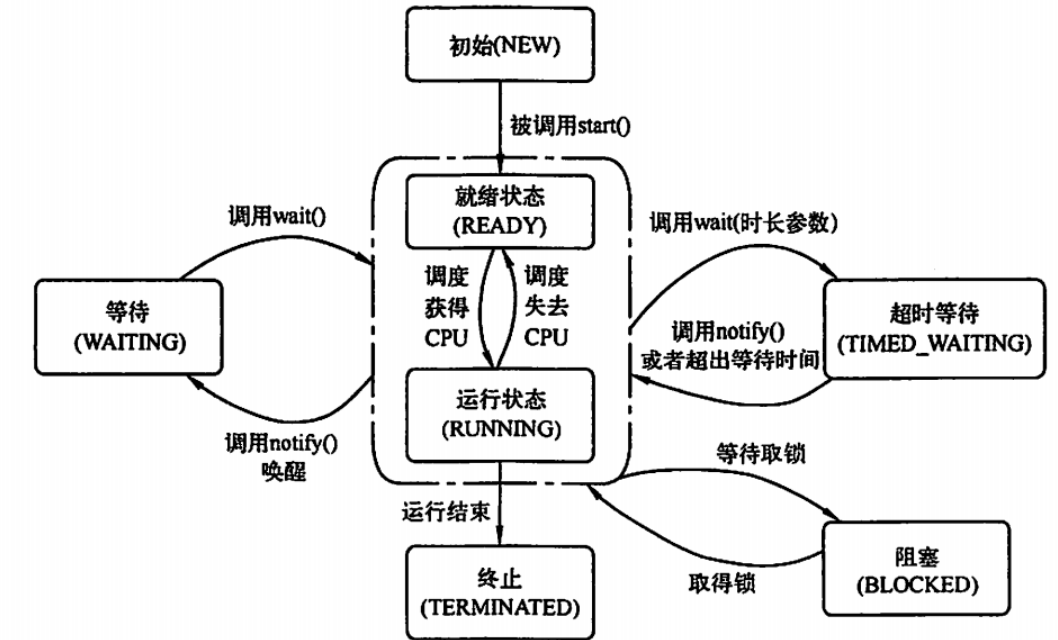 初始(NEW)
被调用start()
就绪状态
(READY)
调用wait()
调用wait(时长参数)
调度
获得
CPU
调度
失去
CPU
等待
(WAITING)
超时等待
(TIMED_WAITING)
调用notify()
或者超出等待时间
运行状态
(RUNNING)
调用notify()
唤醒
等待取锁
运行结束
取得锁
阻塞
(BLOCKED)
终止
(TERMINATED)